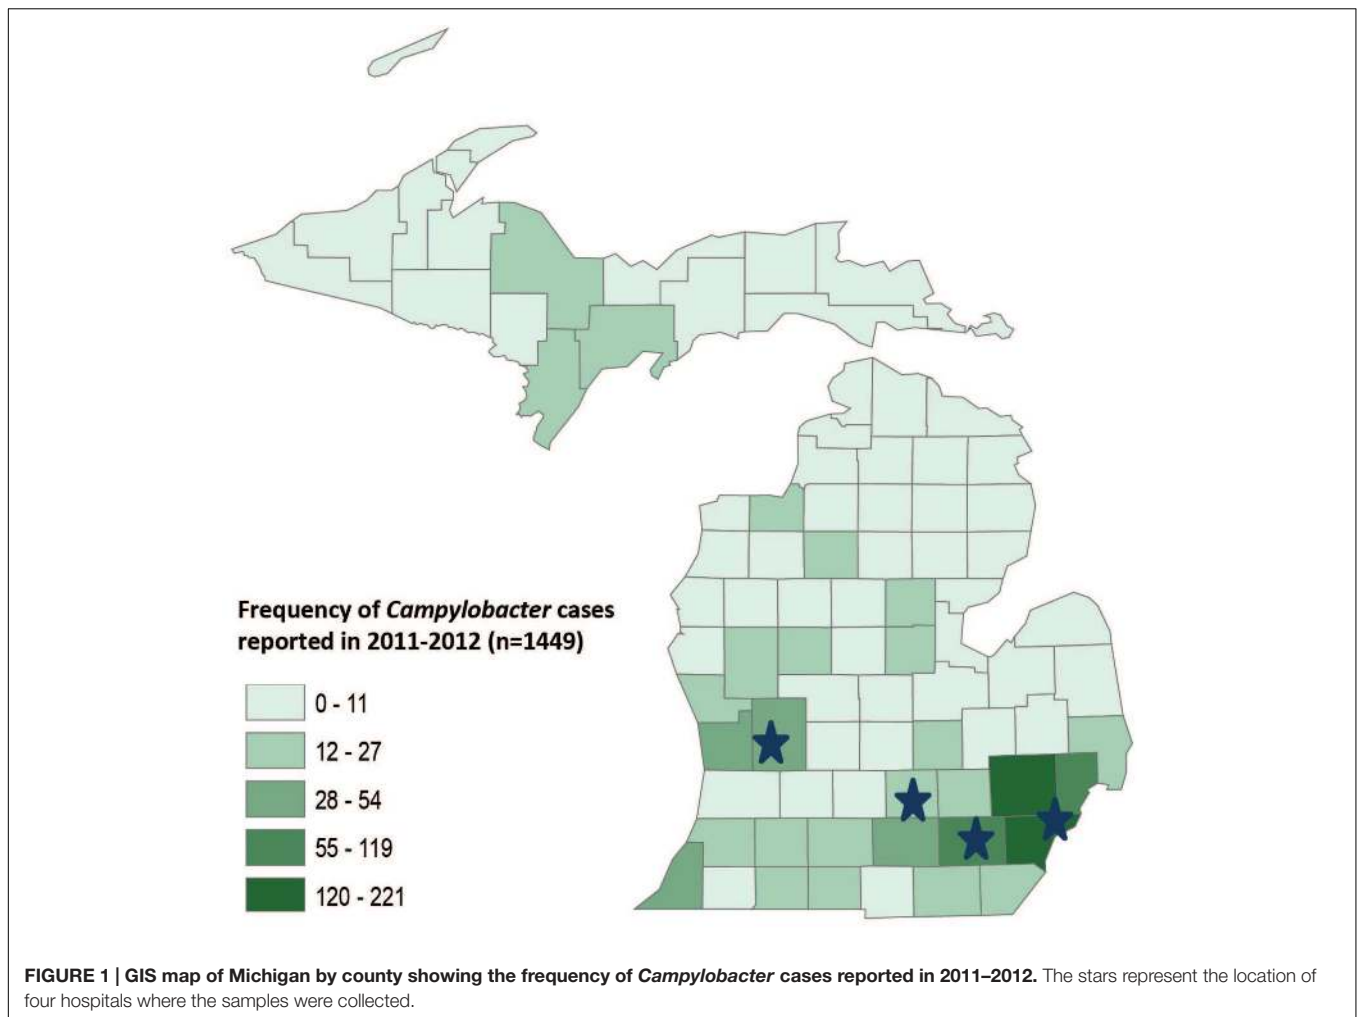 Frequency of Campylobacter cases
reported in 2011-2012 (n=1449)
0 - 11
12 - 27
28 - 54
55 - 119
120 - 221
FIGURE 1 | GIS map of Michigan by county showing the frequency of Campylobacter cases reported in 2011–2012. The stars represent the location of
four hospitals where the samples were collected.